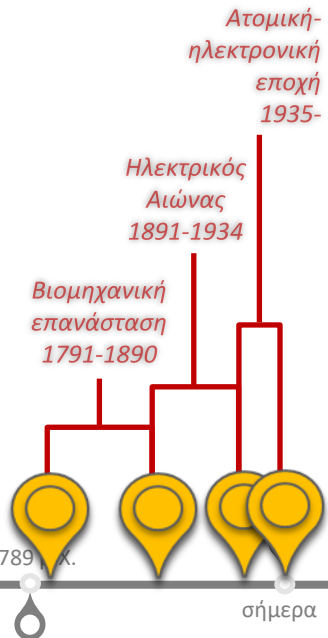 Ατομική-
ηλεκτρονική
εποχή
1935-
Ηλεκτρικός
Αιώνας
1891-1934
Βιομηχανική
επανάσταση
1791-1890
789 μ.Χ.
σήμερα